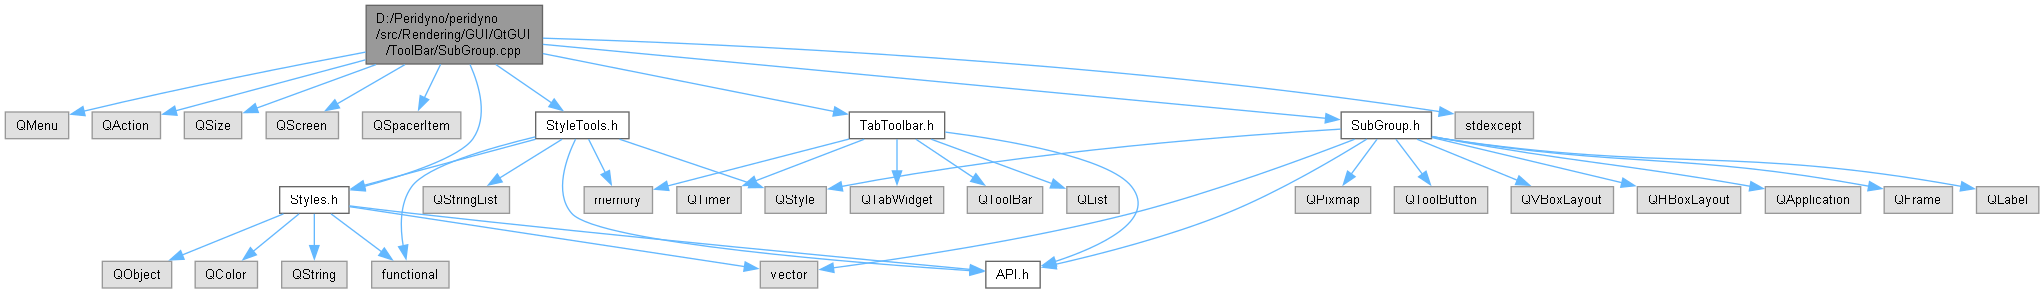 D:/Peridyno/peridyno
/src/Rendering/GUI/QtGUI
/ToolBar/SubGroup.cpp
QMenu
QAction
QSize
QScreen
QSpacerItem
StyleTools.h
TabToolbar.h
SubGroup.h
stdexcept
Styles.h
QStringList
memory
QTimer
QStyle
QTabWidget
QToolBar
QList
QPixmap
QToolButton
QVBoxLayout
QHBoxLayout
QApplication
QFrame
QLabel
QObject
QColor
QString
functional
vector
API.h